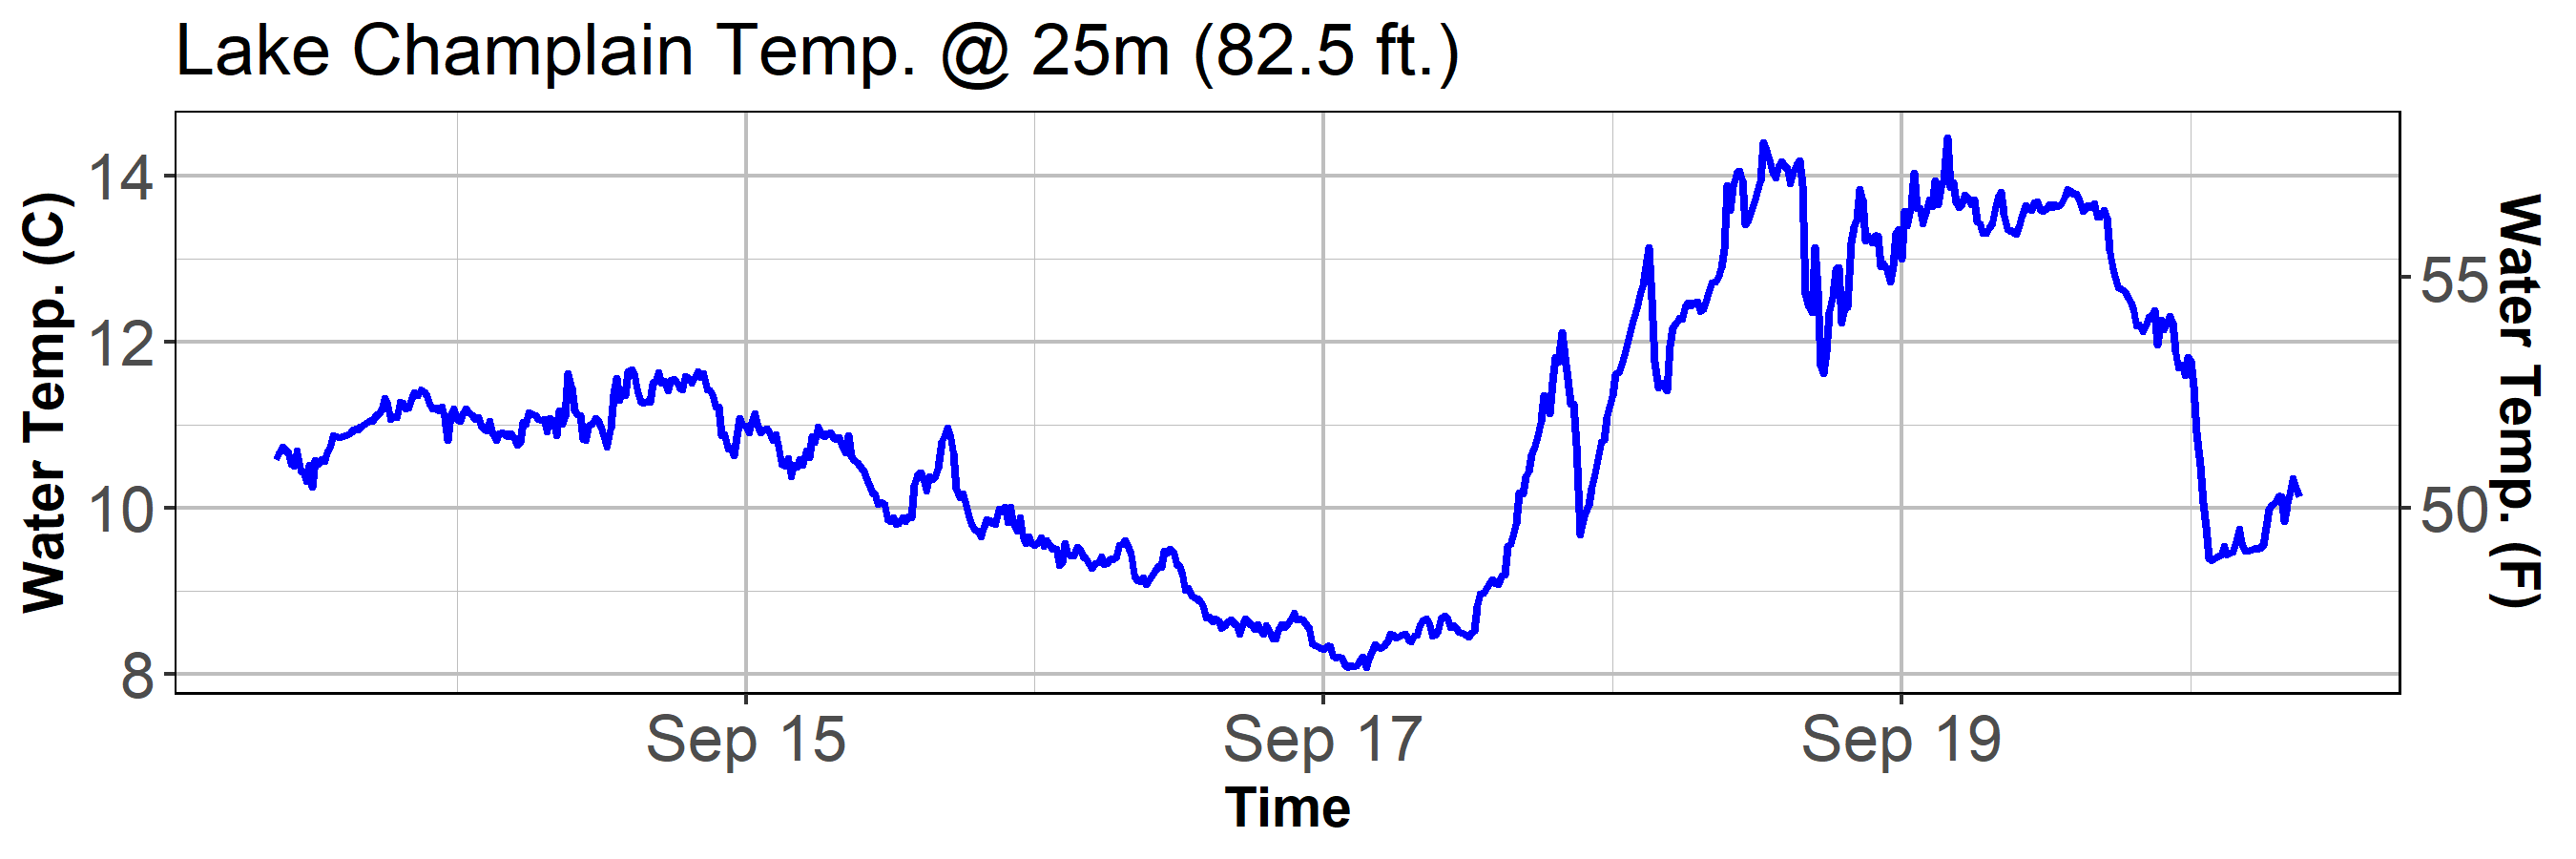 Lake Champlain Temp. @ 25m (82.5 ft.)
Water Temp. (C)
14
12
10
8
55
50
Water Temp. (F)
Sep 15
Sep 17
Sep 19
Time